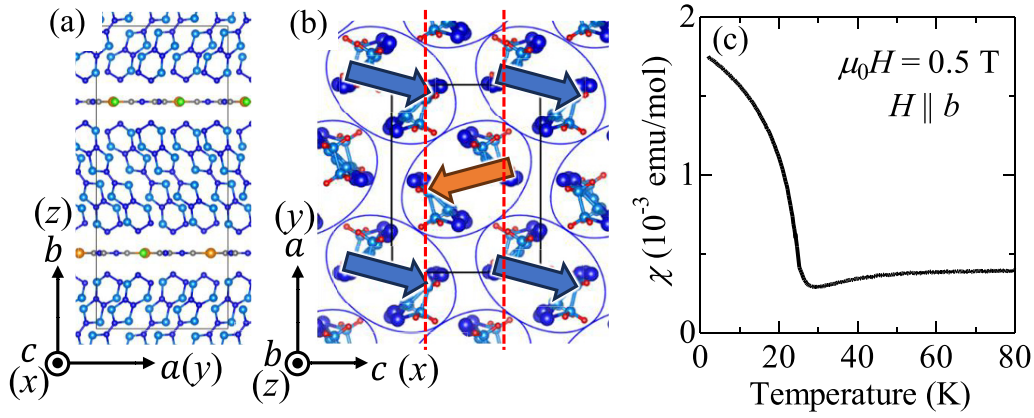 (a)
(z)
b
c
(x)
a(y)
(b)
(y)
a
b
(z)
c (x)
(c)
μ₀H = 0.5 T
H ∥ b
χ (10⁻³ emu/mol)
2
1
0
0 20 40 60 80
Temperature (K)